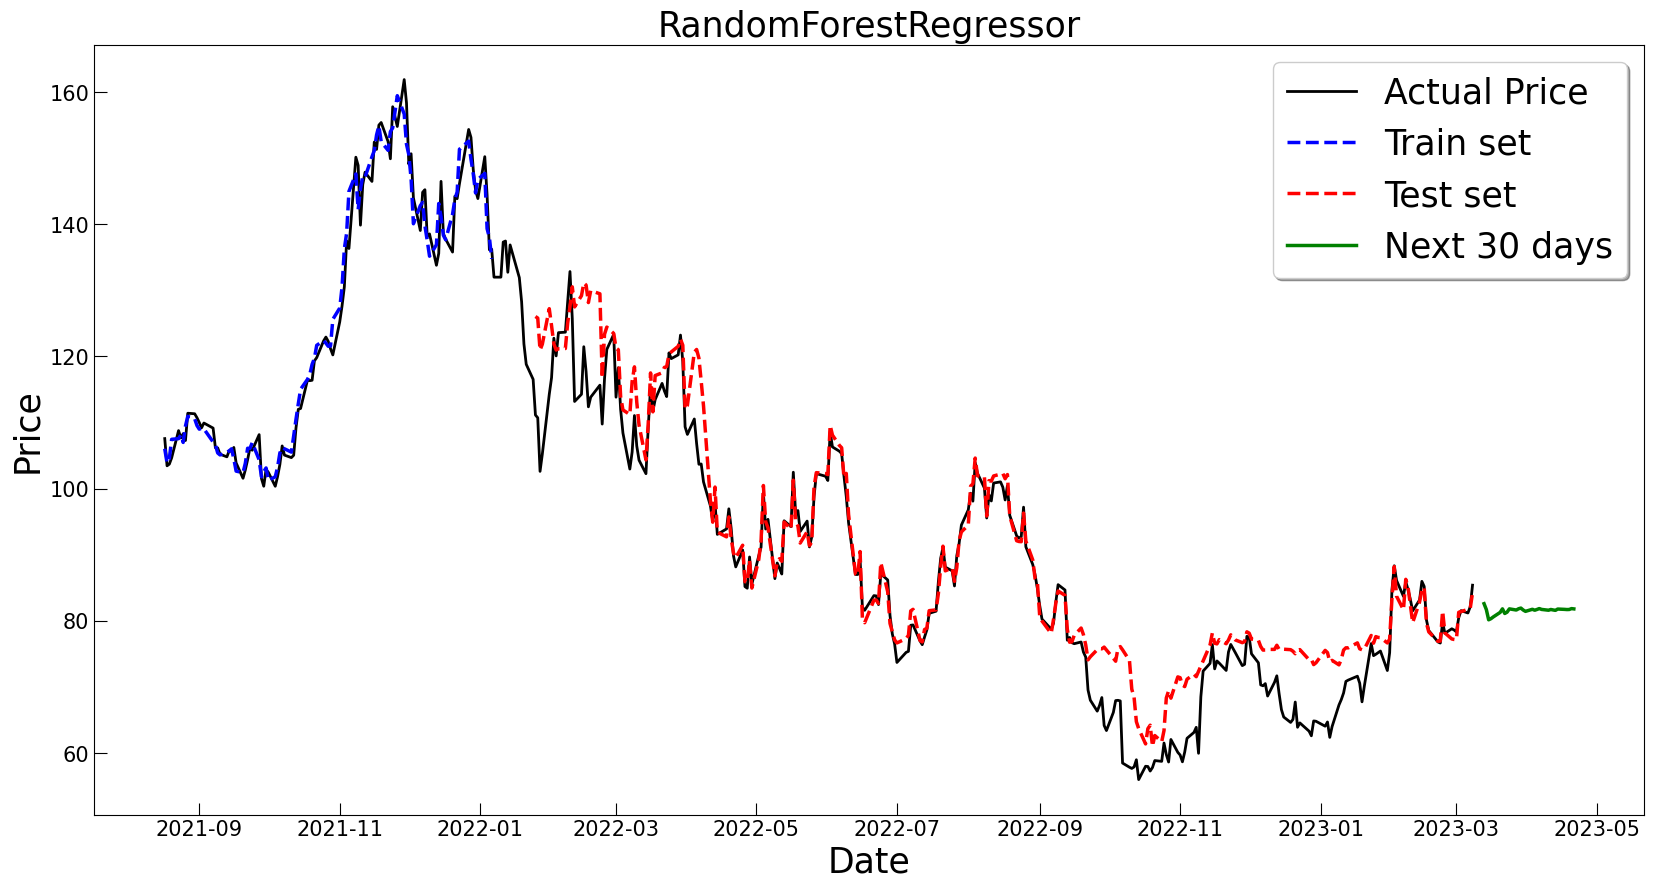 RandomForestRegressor
Actual Price
Train set
Test set
Next 30 days
Price
160
140
120
100
80
60
2021-09
2021-11
2022-01
2022-03
2022-05
2022-07
2022-09
2022-11
2023-01
2023-03
2023-05
Date